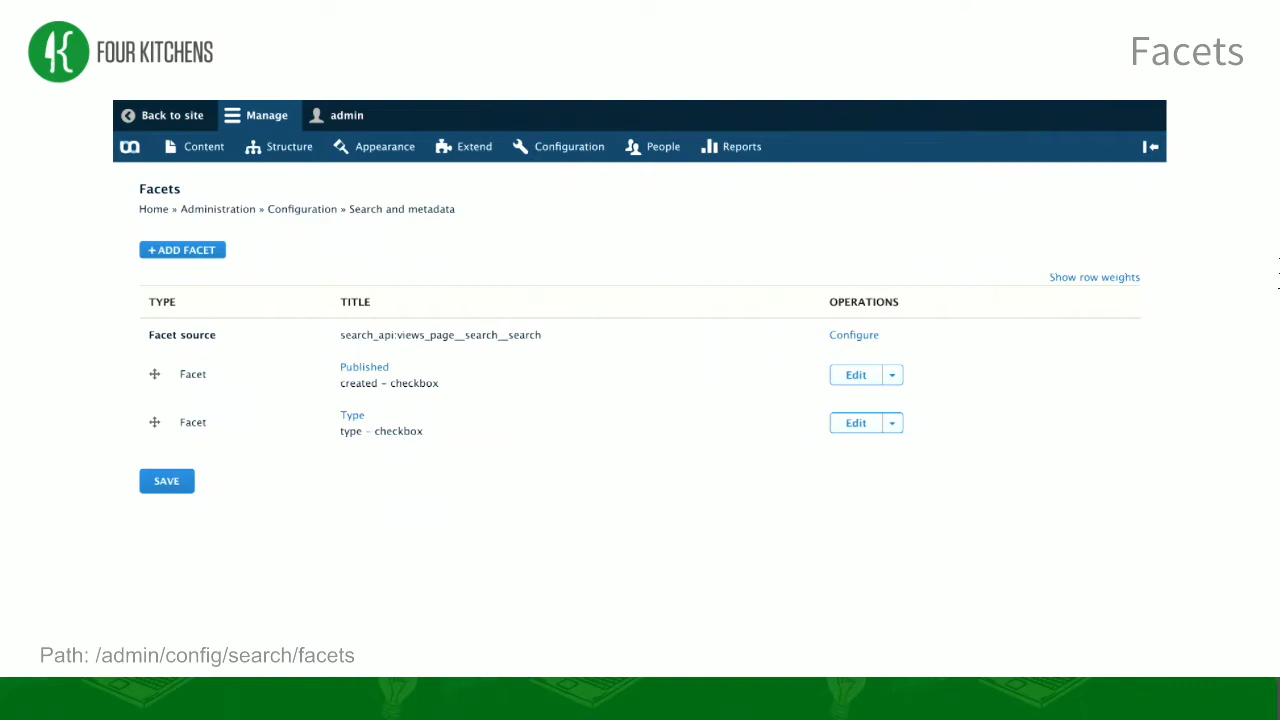 FOUR KITCHENS
Facets
Back to site Manage admin
Content Structure Appearance Extend Configuration People Reports
Facets
Home » Administration » Configuration » Search and metadata
+ ADD FACET
Show row weights
TYPE TITLE OPERATIONS
Facet source search_api:views_page__search__search Configure
Facet Published Edit
created - checkbox
Facet Type Edit
type - checkbox
SAVE
Path: /admin/config/search/facets